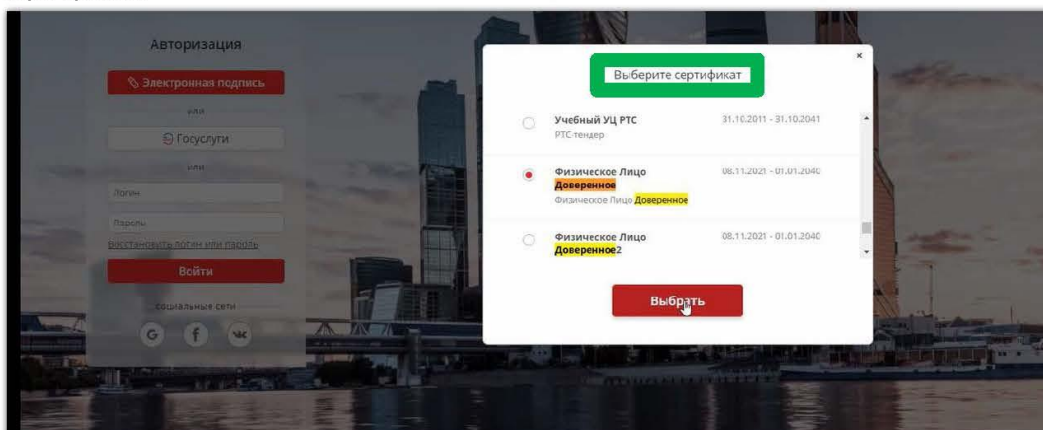 Авторизация
Электронная подпись
или
Госуслуги
или
Логин
Пароль
восстановить логин или пароль
Войти
социальные сети
G f
Выберите сертификат
×
Учебный УЦ РТС 31.10.2011 - 31.10.2041
РТС-тендер
Физическое Лицо 08.11.2021 - 01.01.2040
Доверенное
Физическое Лицо Доверенное
Физическое Лицо 08.11.2021 - 01.01.2040
Доверенное2
Выбрать